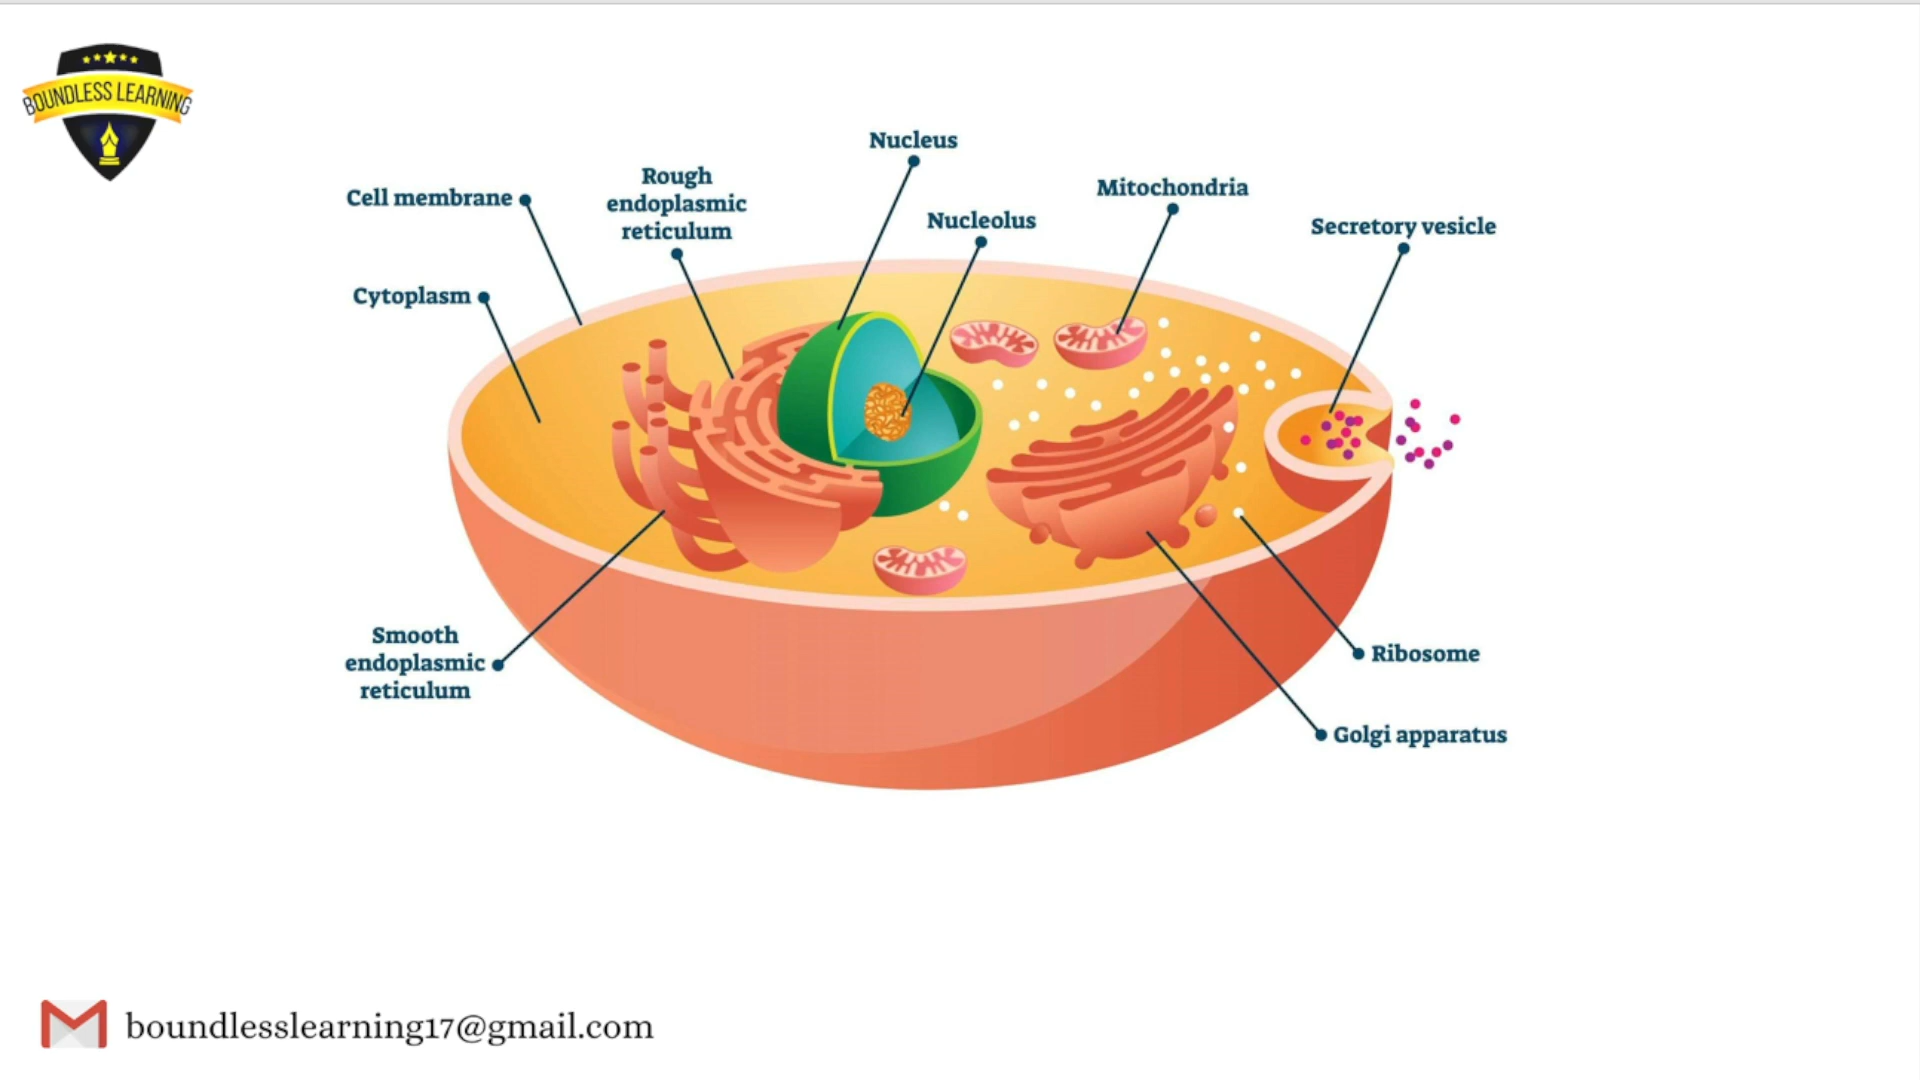 BOUNDLESS LEARNING
Nucleus
Rough
endoplasmic
reticulum
Mitochondria
Cell membrane
Nucleolus
Secretory vesicle
Cytoplasm
Smooth
endoplasmic
reticulum
Ribosome
Golgi apparatus
boundlesslearning17@gmail.com